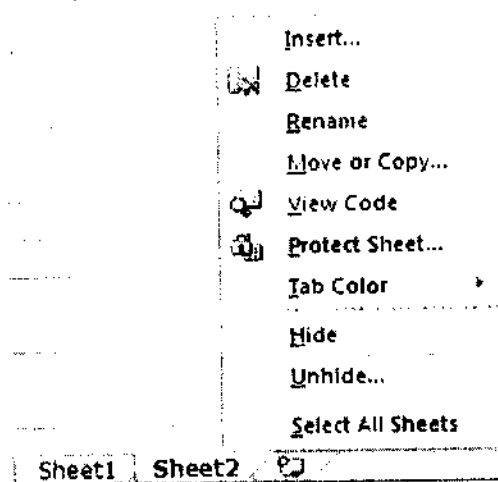 Insert...
Delete
Rename
Move or Copy...
View Code
Protect Sheet...
Tab Color
Hide
Unhide...
Select All Sheets
Sheet1 Sheet2